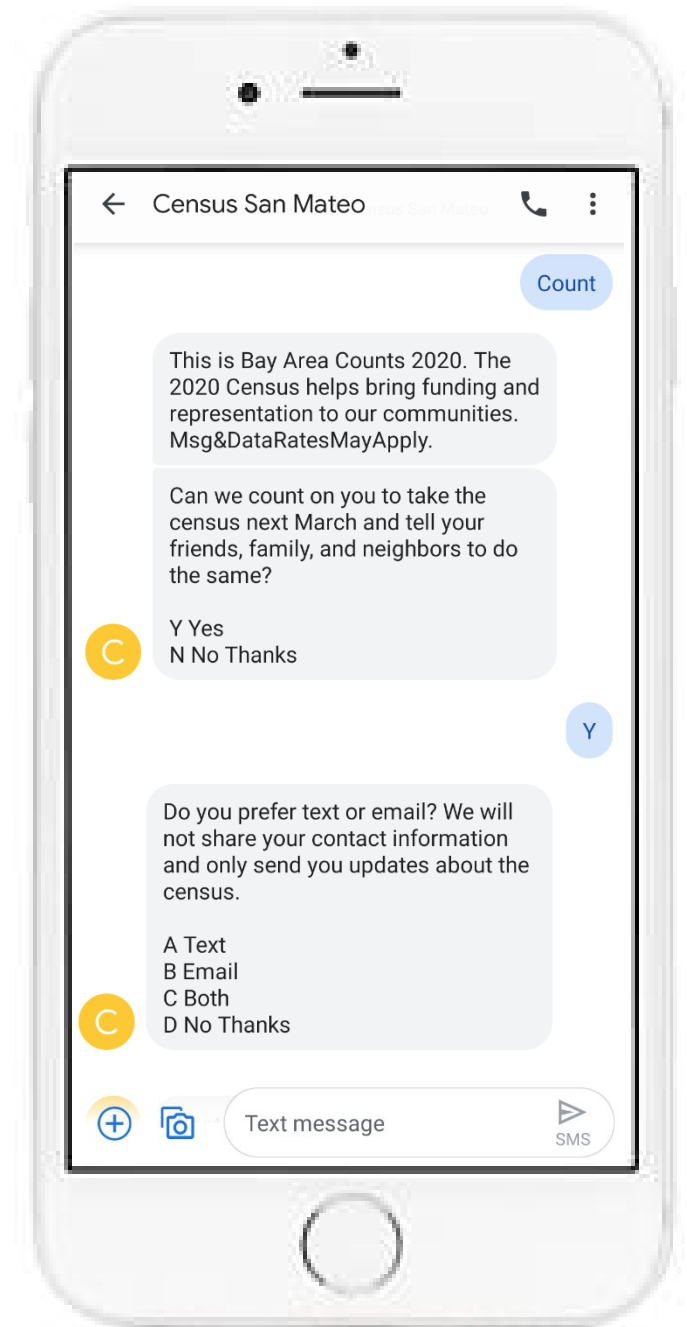 Census San Mateo
Count
This is Bay Area Counts 2020. The
2020 Census helps bring funding and
representation to our communities.
Msg&DataRatesMayApply.
Can we count on you to take the
census next March and tell your
friends, family, and neighbors to do
the same?
Y Yes
N No Thanks
C
Y
Do you prefer text or email? We will
not share your contact information
and only send you updates about the
census.
A Text
B Email
C Both
D No Thanks
C
Text message
SMS